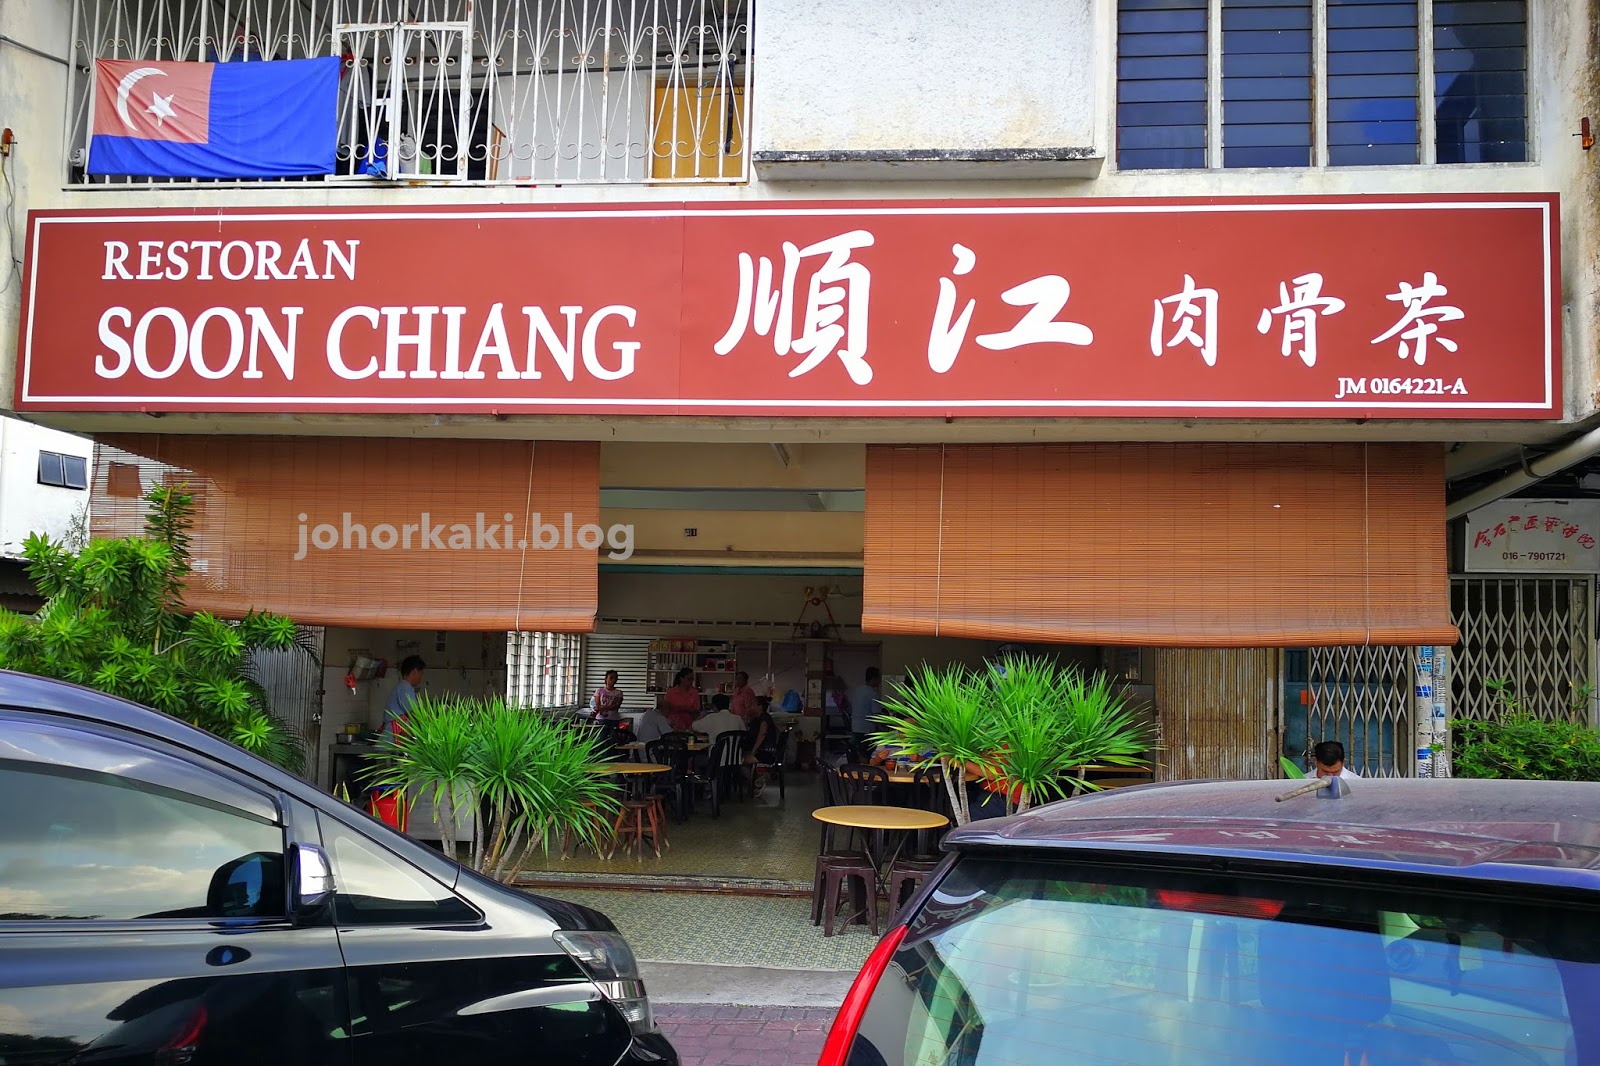 RESTORAN
SOON CHIANG
順江 肉骨茶
JM 0164221-A
johorkaki.blog
016-7901721